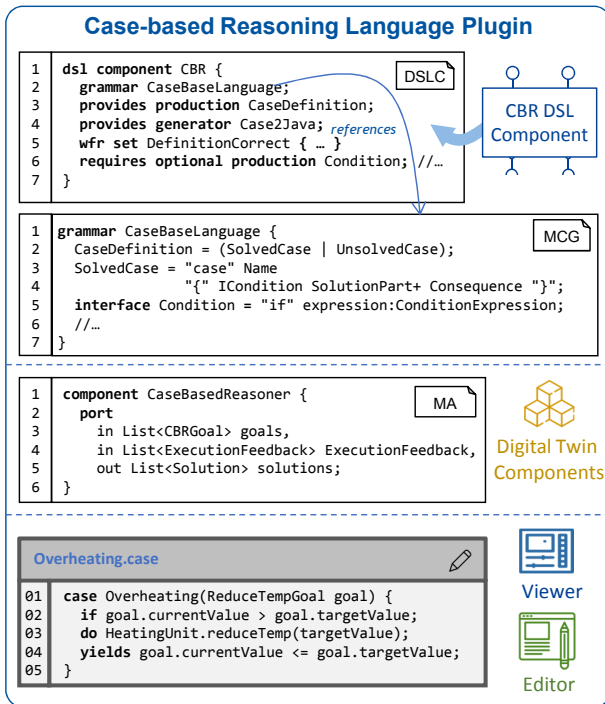 Case-based Reasoning Language Plugin
DSLC
1 dsl component CBR {
2 grammar CaseBaseLanguage;
3 provides production CaseDefinition;
4 provides generator Case2Java;
references
5 wfr set DefinitionCorrect { … }
6 requires optional production Condition; //…
7 }
CBR DSL
Component
MCG
1 grammar CaseBaseLanguage {
2 CaseDefinition = (SolvedCase | UnsolvedCase);
3 SolvedCase = "case" Name
4 "{" ICondition SolutionPart+ Consequence "}";
5 interface Condition = "if" expression:ConditionExpression;
6 //…
7 }
MA
1 component CaseBasedReasoner {
2 port
3 in List<CBRGoal> goals,
4 in List<ExecutionFeedback> ExecutionFeedback,
5 out List<Solution> solutions;
6 }
Digital Twin
Components
Overheating.case
01 case Overheating(ReduceTempGoal goal) {
02 if goal.currentValue > goal.targetValue;
03 do HeatingUnit.reduceTemp(targetValue);
04 yields goal.currentValue <= goal.targetValue;
05 }
Viewer
Editor